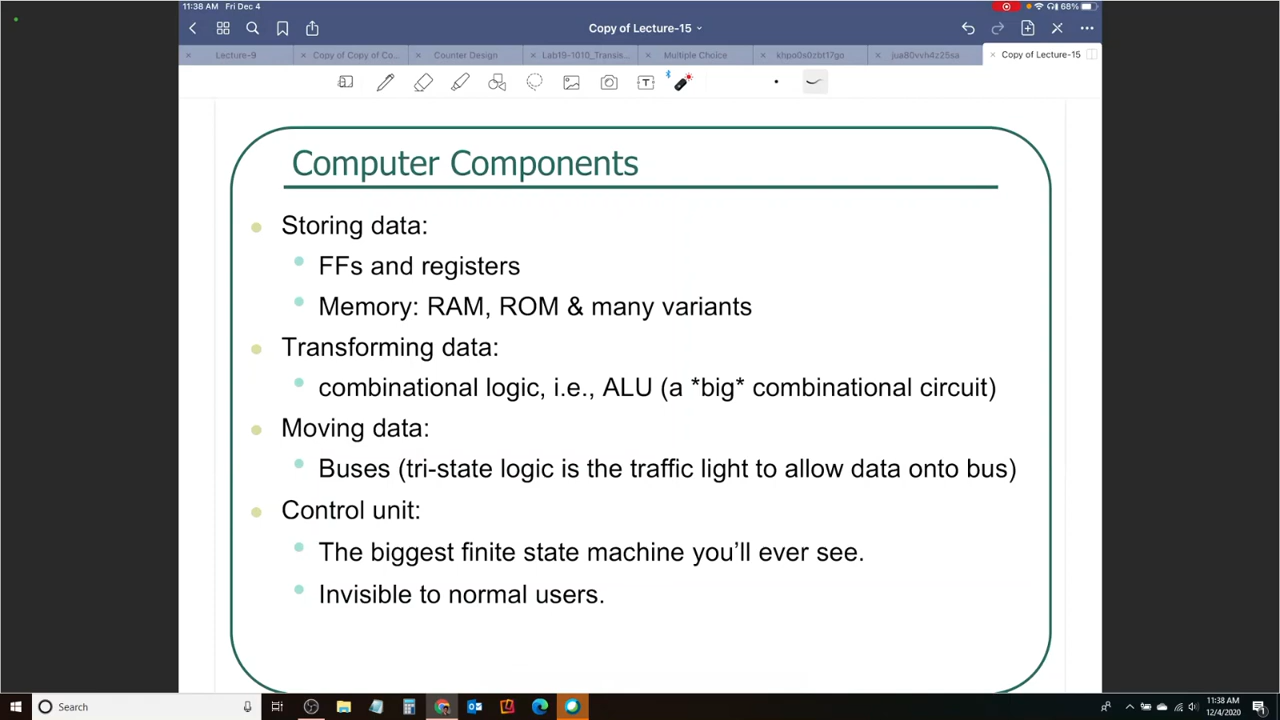 11:38 AM Fri Dec 4
68%
Copy of Lecture-15
Lecture-9
Copy of Copy of Co...
Counter Design
Lab19-1010_Transis...
Multiple Choice
khpo0s0zbt17go
jua80vvh4z25sa
Copy of Lecture-15
T
Computer Components
Storing data:
FFs and registers
Memory: RAM, ROM & many variants
Transforming data:
combinational logic, i.e., ALU (a *big* combinational circuit)
Moving data:
Buses (tri-state logic is the traffic light to allow data onto bus)
Control unit:
The biggest finite state machine you’ll ever see.
Invisible to normal users.
Search
11:38 AM
12/4/2020